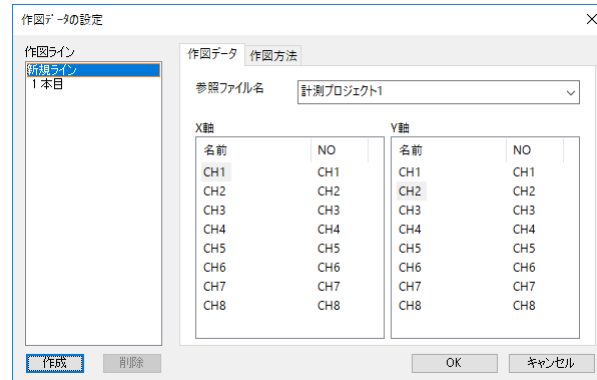 作図データの設定
作図ライン
新規ライン
1本目
作図データ 作図方法
参照ファイル名 計測プロジェクト1
X軸 Y軸
名前 NO 名前 NO
CH1 CH1 CH1 CH1
CH2 CH2 CH2 CH2
CH3 CH3 CH3 CH3
CH4 CH4 CH4 CH4
CH5 CH5 CH5 CH5
CH6 CH6 CH6 CH6
CH7 CH7 CH7 CH7
CH8 CH8 CH8 CH8
作成 削除 OK キャンセル